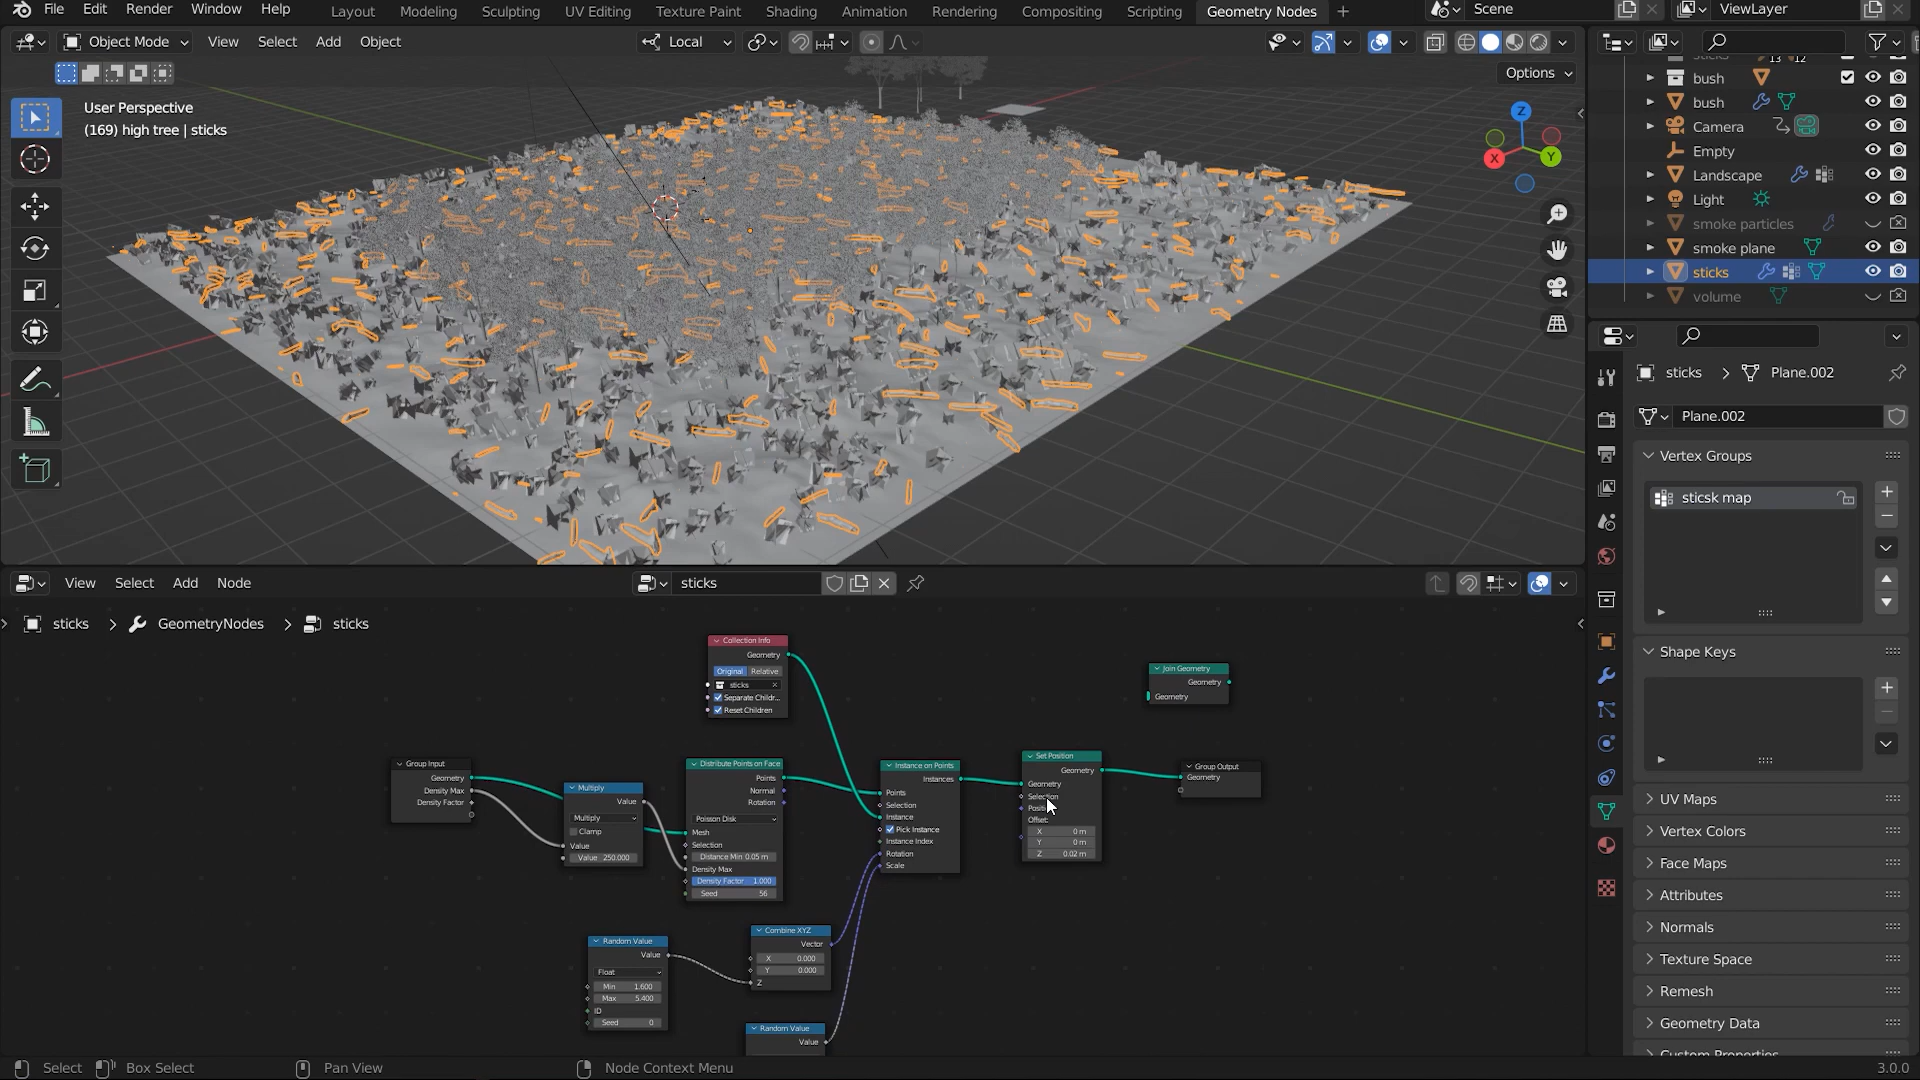 File Edit Render Window Help Layout Modeling Sculpting UV Editing Texture Paint Shading Animation Rendering Compositing Scripting Geometry Nodes Scene ViewLayer
Object Mode View Select Add Object Local
Options
User Perspective
(169) high tree | sticks
X Y Z
sticks 13 12
bush
bush
Camera
Empty
Landscape
Light
smoke particles
smoke plane
sticks
volume
sticks > Plane.002
Plane.002
Vertex Groups
sticsk map
Shape Keys
UV Maps
Vertex Colors
Face Maps
Attributes
Normals
Texture Space
Remesh
Geometry Data
Custom Properties
View Select Add Node sticks
sticks > GeometryNodes > sticks
Collection Info
Geometry
Original Relative
sticks
Separate Childr...
Reset Children
Join Geometry
Geometry
Geometry
Group Input
Geometry
Density Max
Density Factor
Multiply
Value
Multiply
Clamp
Value
Value 250.000
Distribute Points on Face
Points
Normal
Rotation
Poisson Disk
Mesh
Selection
Distance Min 0.05 m
Density Max
Density Factor 1.000
Seed 56
Instance on Points
Instances
Points
Selection
Instance
Pick Instance
Instance Index
Rotation
Scale
Set Position
Geometry
Geometry
Selection
Offset:
X 0 m
Y 0 m
Z 0.02 m
Group Output
Geometry
Random Value
Value
Float
Min 1.600
Max 5.400
ID
Seed 0
Combine XYZ
Vector
X 0.000
Y 0.000
Z
Random Value
Value
Select Box Select Pan View Node Context Menu 3.0.0